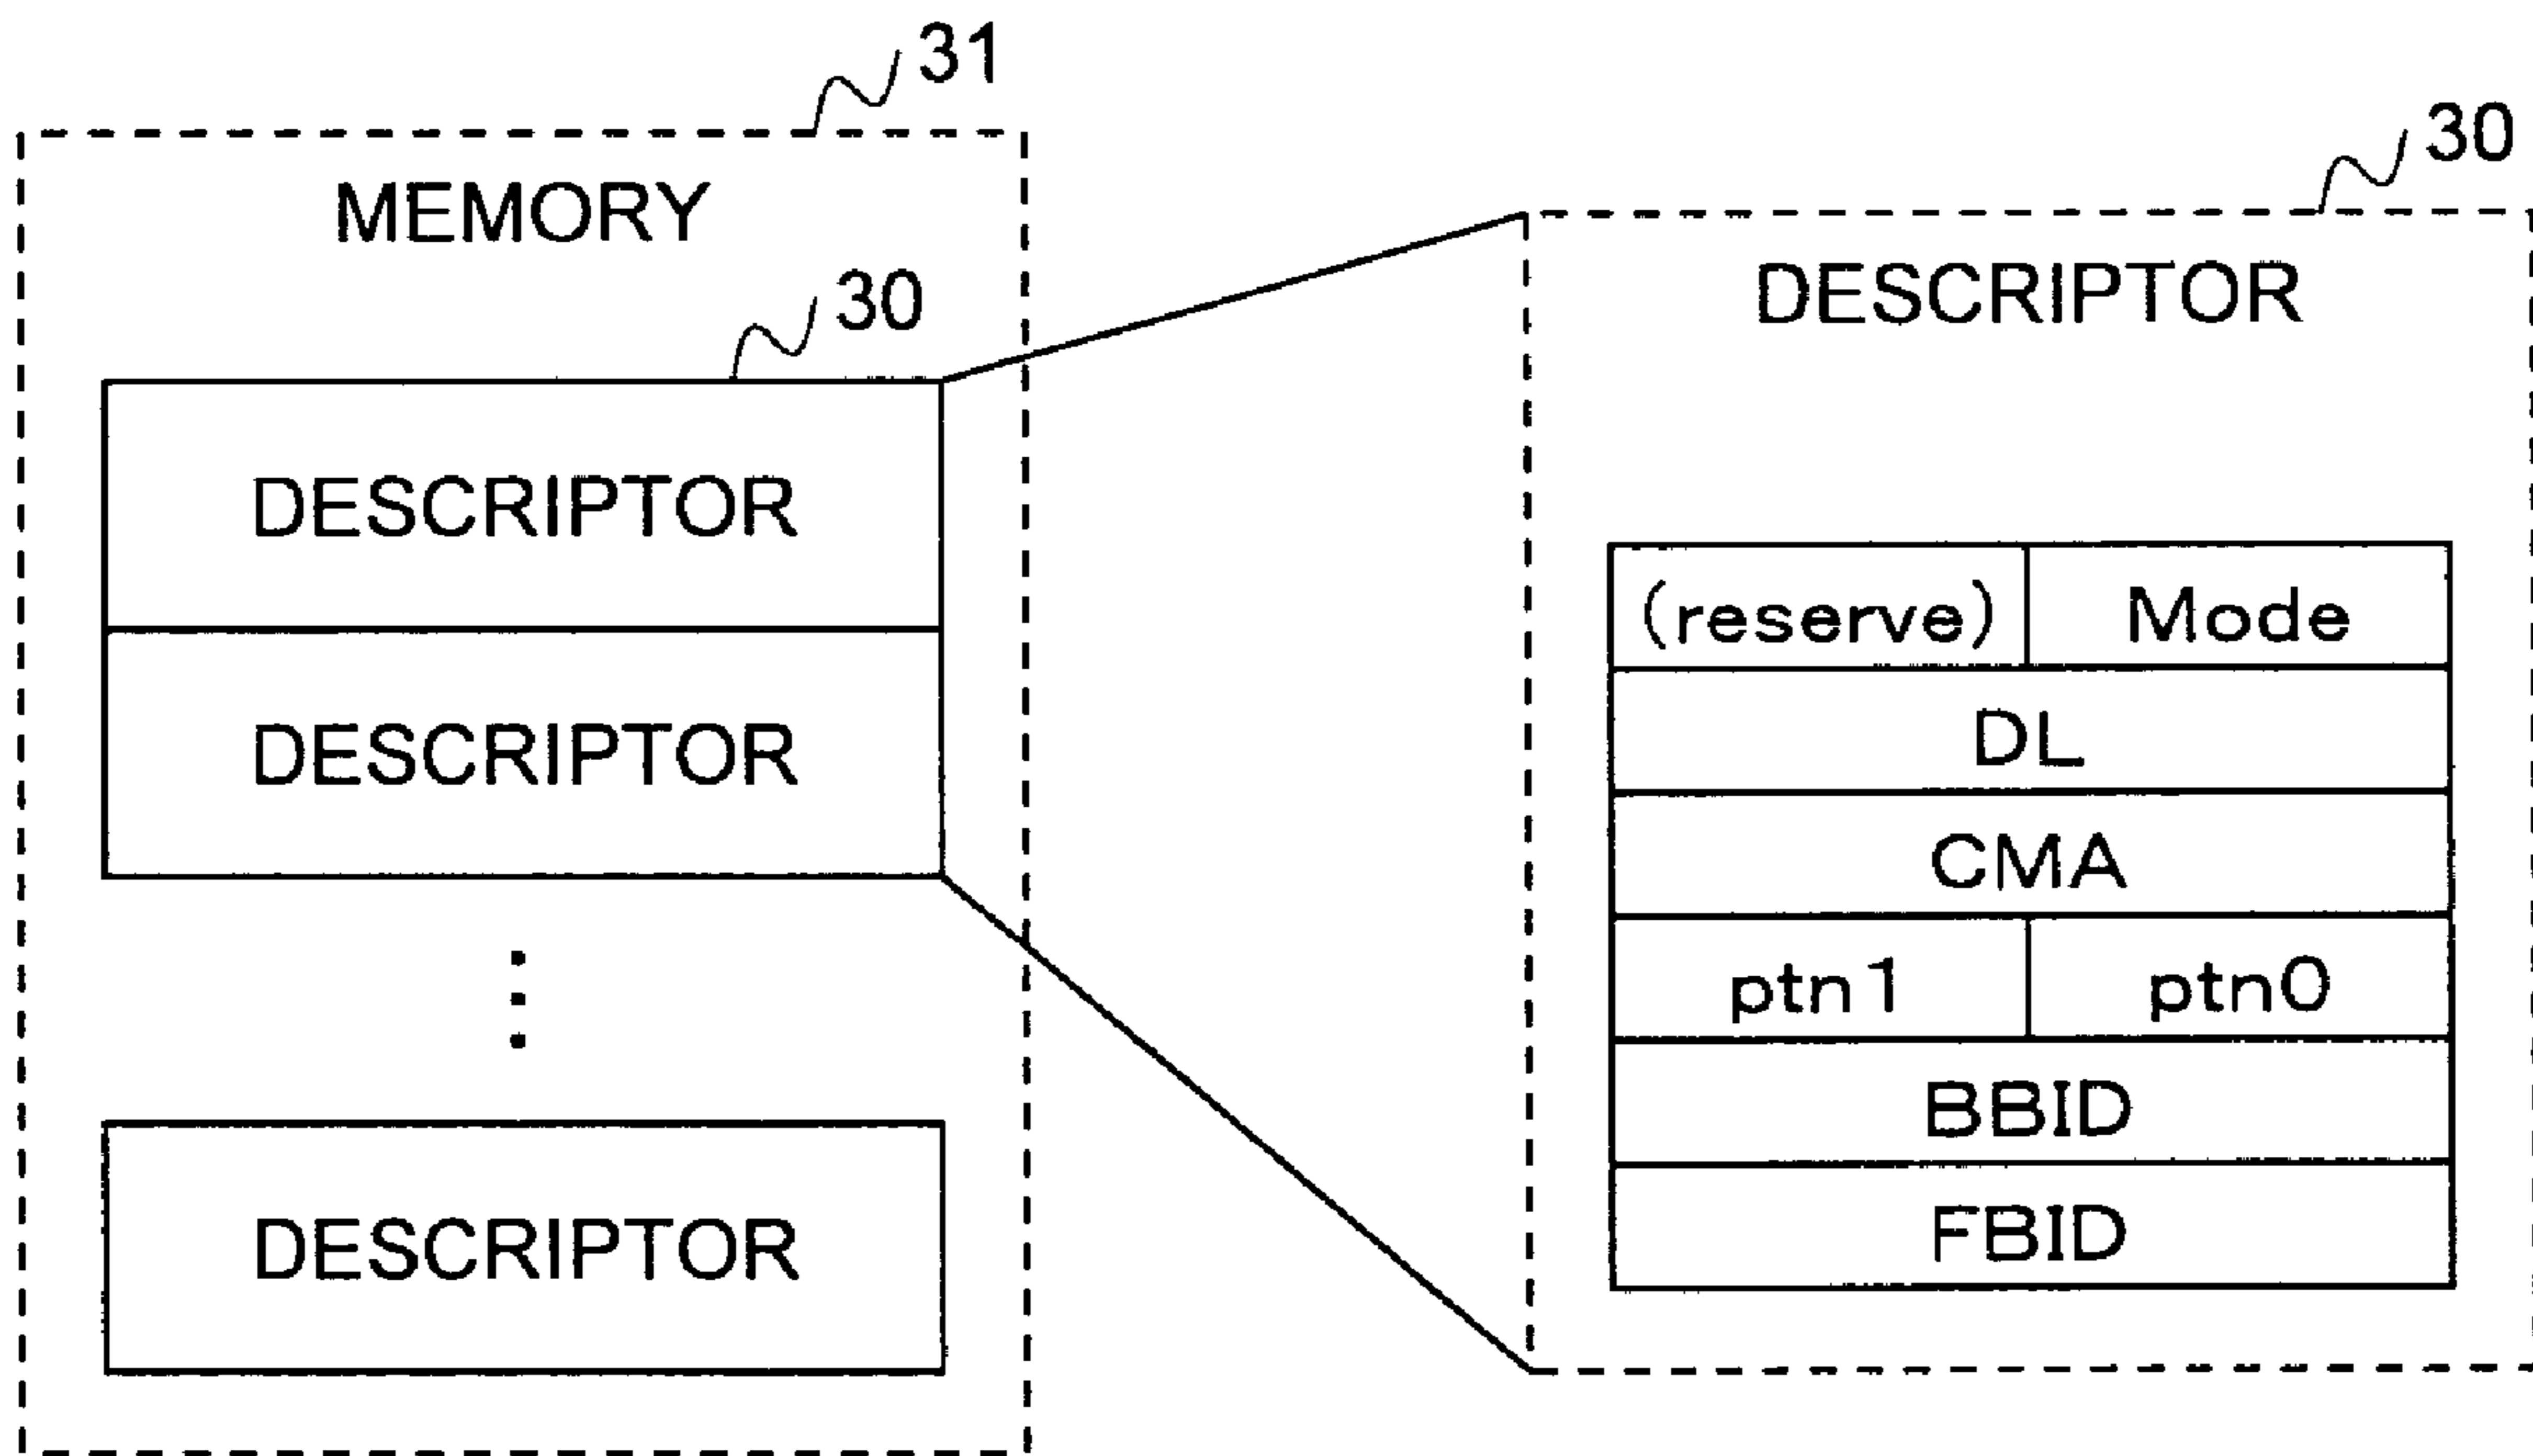 31
MEMORY
30
DESCRIPTOR
DESCRIPTOR
DESCRIPTOR
30
DESCRIPTOR
(reserve) Mode
DL
CMA
ptn1 ptn0
BBID
FBID